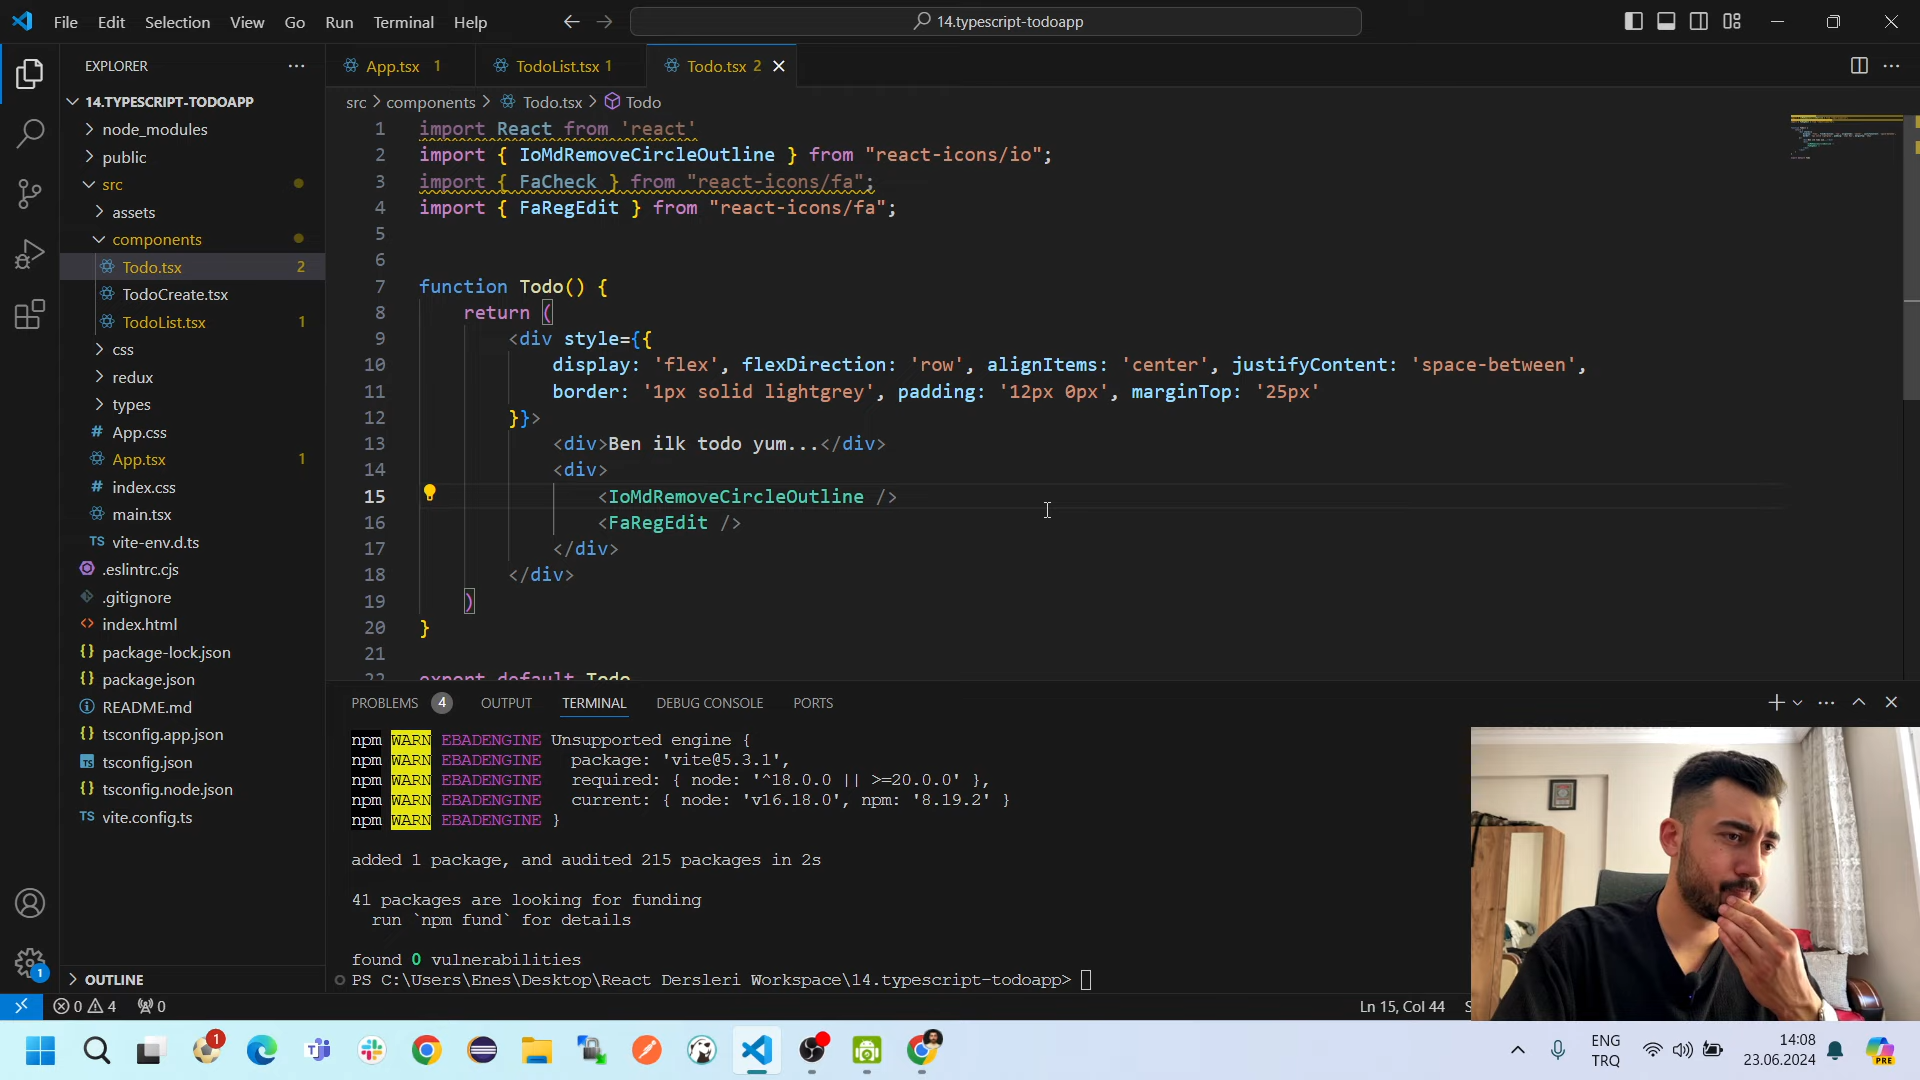 File Edit Selection View Go Run Terminal Help
14.typescript-todoapp
EXPLORER
14.TYPESCRIPT-TODOAPP
node_modules
public
src
assets
components
Todo.tsx 2
TodoCreate.tsx
TodoList.tsx 1
css
redux
types
# App.css
App.tsx 1
# index.css
main.tsx
TS vite-env.d.ts
.eslintrc.cjs
.gitignore
<> index.html
{} package-lock.json
{} package.json
README.md
{} tsconfig.app.json
TS tsconfig.json
{} tsconfig.node.json
TS vite.config.ts
OUTLINE
App.tsx 1 TodoList.tsx 1 Todo.tsx 2
src > components > Todo.tsx > Todo
1 import React from 'react'
2 import { IoMdRemoveCircleOutline } from "react-icons/io";
3 import { FaCheck } from "react-icons/fa";
4 import { FaRegEdit } from "react-icons/fa";
5
6
7 function Todo() {
8 return (
9 <div style={{
10 display: 'flex', flexDirection: 'row', alignItems: 'center', justifyContent: 'space-between',
11 border: '1px solid lightgrey', padding: '12px 0px', marginTop: '25px'
12 }}>
13 <div>Ben ilk todo yum...</div>
14 <div>
15 <IoMdRemoveCircleOutline />
16 <FaRegEdit />
17 </div>
18 </div>
19 )
20 }
21
22 export default Todo
PROBLEMS 4 OUTPUT TERMINAL DEBUG CONSOLE PORTS
npm WARN EBADENGINE Unsupported engine {
npm WARN EBADENGINE   package: 'vite@5.3.1',
npm WARN EBADENGINE   required: { node: '^18.0.0 || >=20.0.0' },
npm WARN EBADENGINE   current: { node: 'v16.18.0', npm: '8.19.2' }
npm WARN EBADENGINE }
added 1 package, and audited 215 packages in 2s
41 packages are looking for funding
run `npm fund` for details
found 0 vulnerabilities
PS C:\Users\Enes\Desktop\React Dersleri Workspace\14.typescript-todoapp>
1
0 4 0
Ln 15, Col 44
1
ENG
TRQ
14:08
23.06.2024
PRE